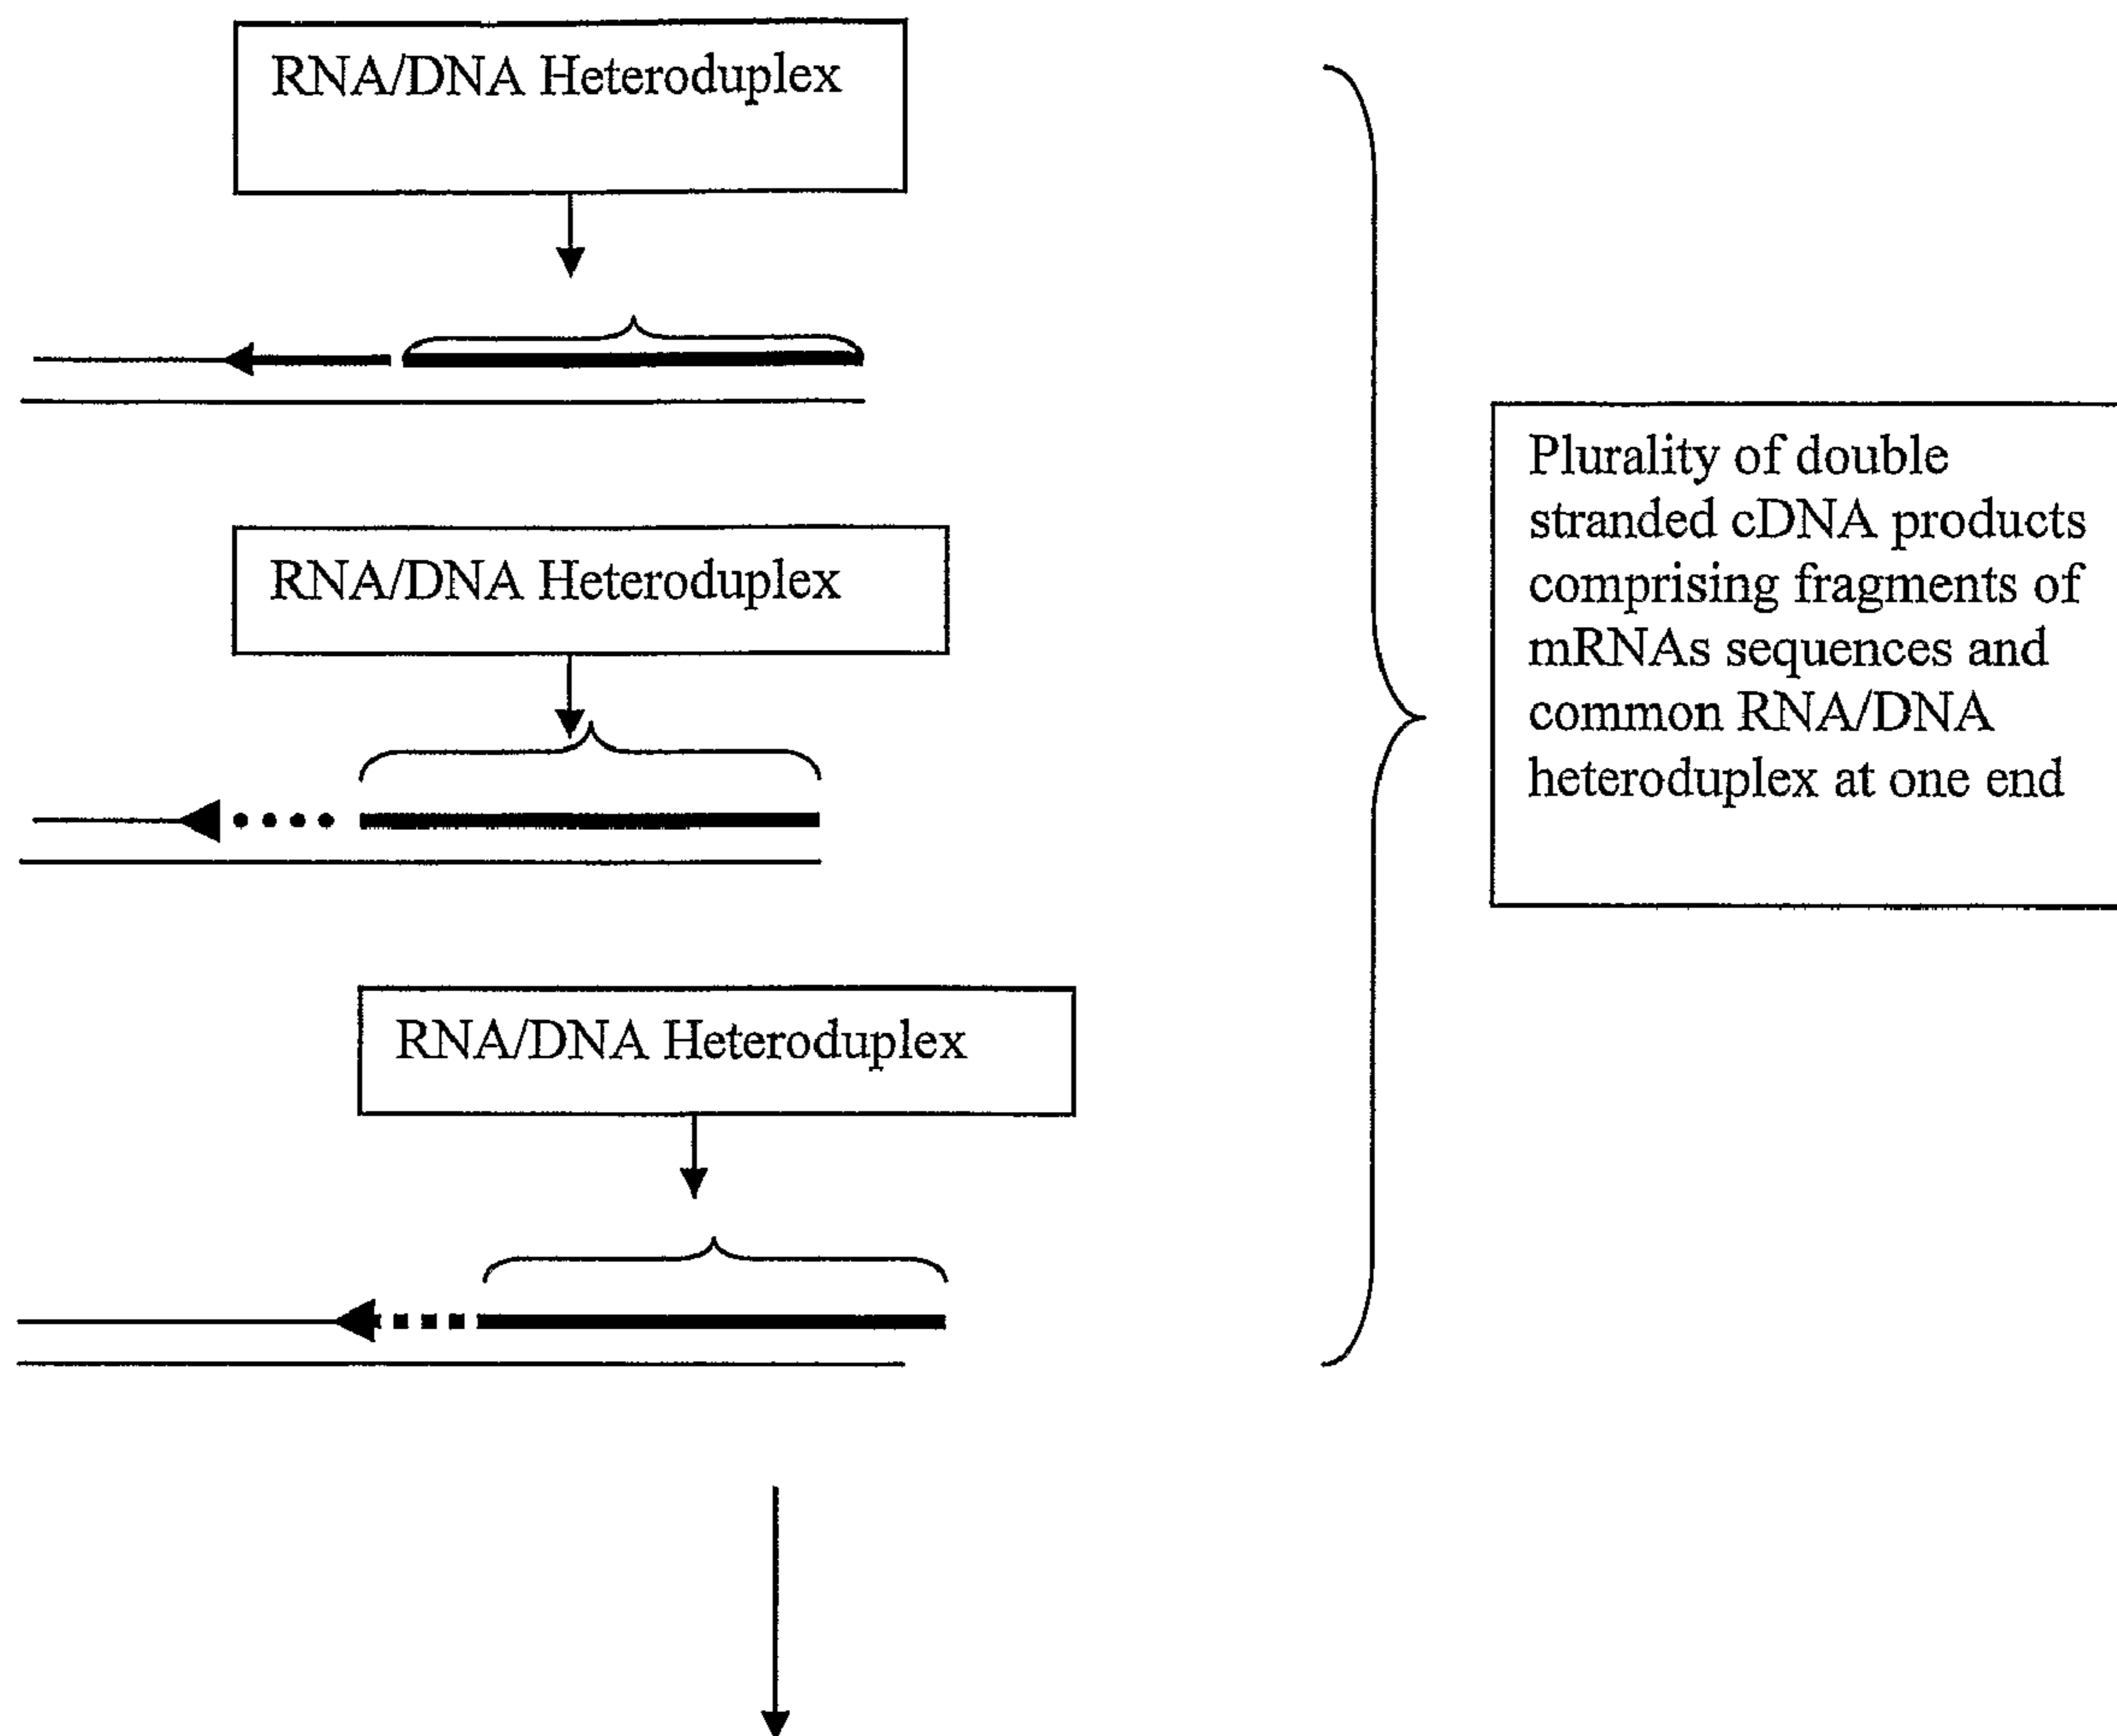 RNA/DNA Heteroduplex
RNA/DNA Heteroduplex
RNA/DNA Heteroduplex
Plurality of double
stranded cDNA products
comprising fragments of
mRNAs sequences and
common RNA/DNA
heteroduplex at one end